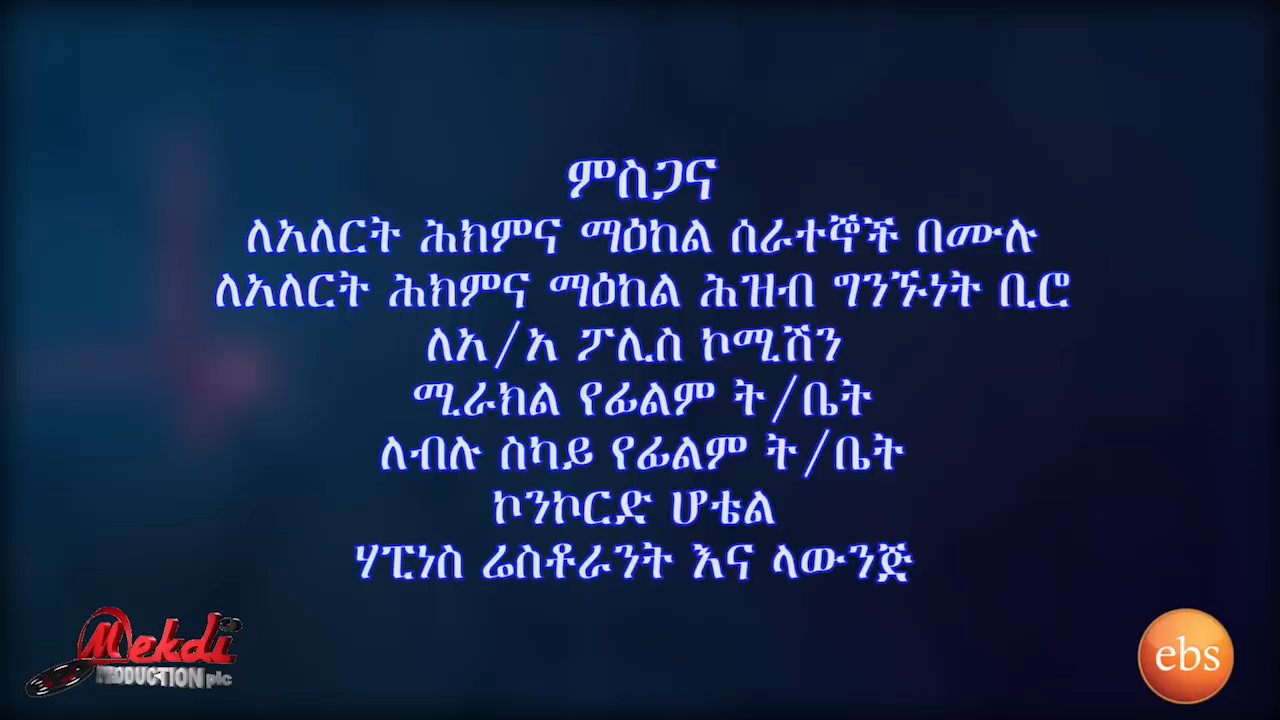 ምስጋና
ለአለርት ሕክምና ማዕከል ሰራተኞች በሙሉ
ለአለርት ሕክምና ማዕከል ሕዝብ ግንኙነት ቢሮ
ለአ/አ ፖሊስ ኮሚሽን
ሚራክል የፊልም ት/ቤት
ለብሉ ስካይ የፊልም ት/ቤት
ኮንኮርድ ሆቴል
ሃፒነስ ሬስቶራንት እና ላውንጅ
Mekdi
PRODUCTION plc
ebs